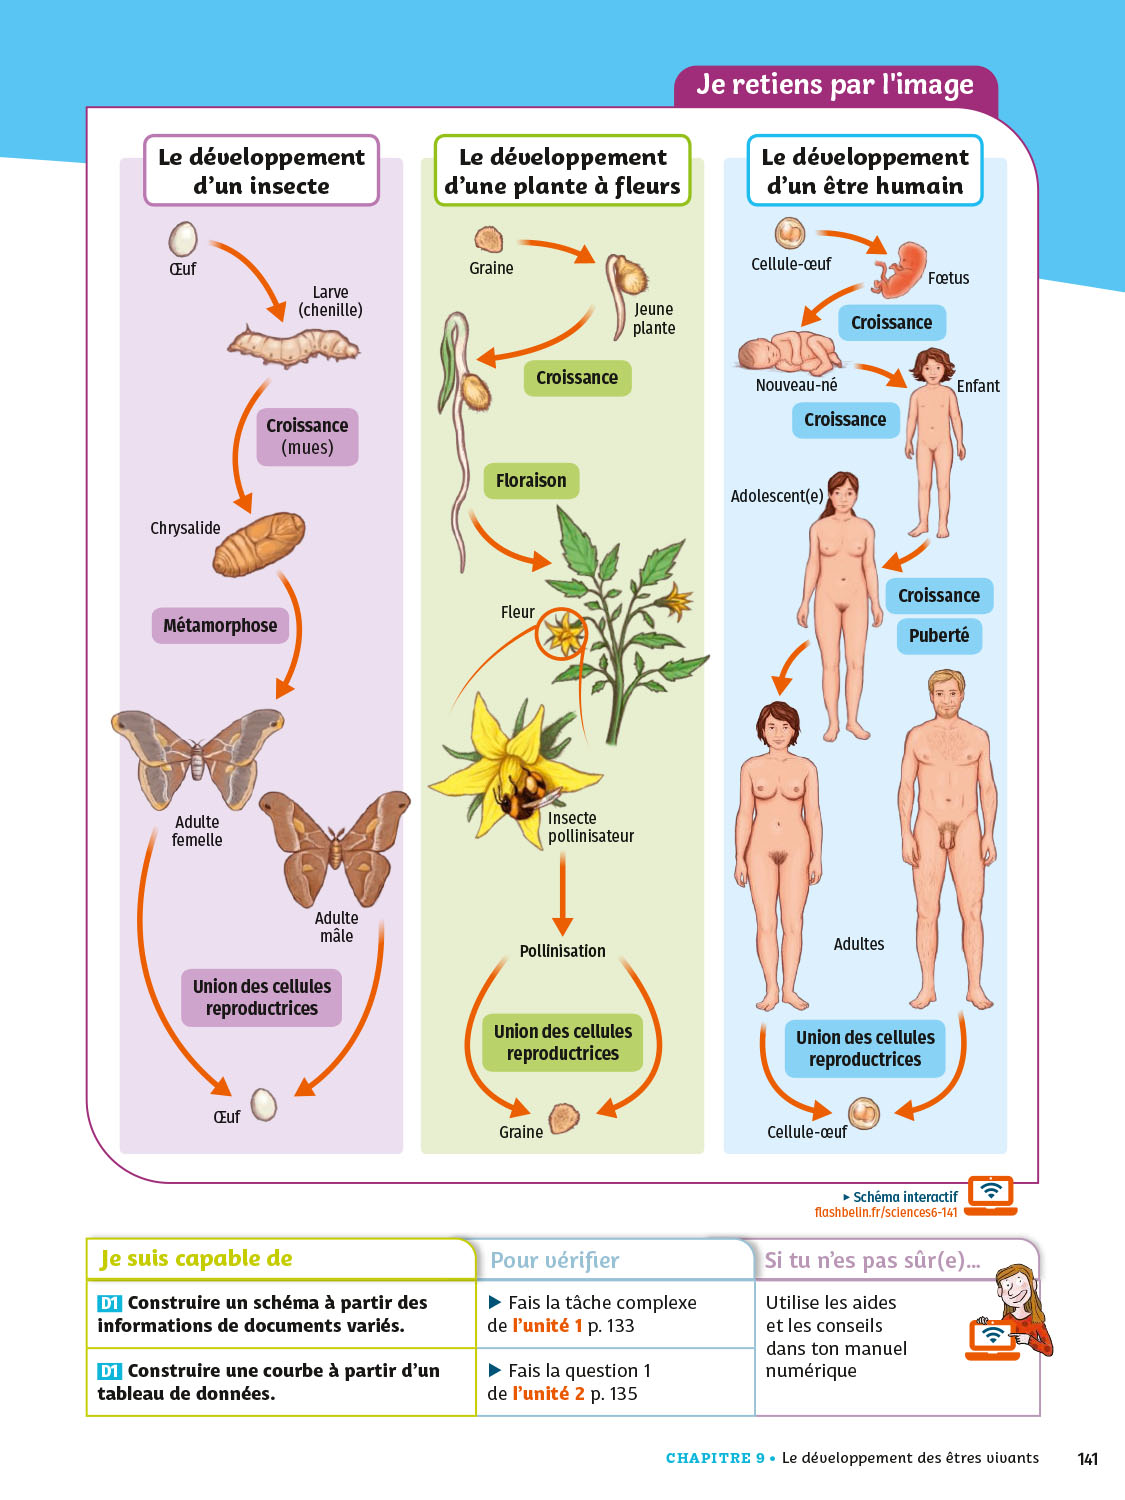 Je retiens par l'image
Le développement
d'un insecte
Œuf
Larve
(chenille)
Croissance
(mues)
Chrysalide
Métamorphose
Adulte
femelle
Adulte
mâle
Union des cellules
reproductrices
Œuf
Le développement
d'une plante à fleurs
Graine
Jeune
plante
Croissance
Floraison
Fleur
Insecte
pollinisateur
Pollinisation
Union des cellules
reproductrices
Graine
Le développement
d'un être humain
Cellule-œuf
Fœtus
Croissance
Nouveau-né
Enfant
Croissance
Adolescent(e)
Croissance
Puberté
Adultes
Union des cellules
reproductrices
Cellule-œuf
▸ Schéma interactif
flashbelin.fr/sciences6-141
Je suis capable de
Pour vérifier
Si tu n'es pas sûr(e)...
D1 Construire un schéma à partir des
informations de documents variés.
▶ Fais la tâche complexe
de l'unité 1 p. 133
Utilise les aides
et les conseils
dans ton manuel
numérique
D1 Construire une courbe à partir d'un
tableau de données.
▶ Fais la question 1
de l'unité 2 p. 135
CHAPITRE 9 • Le développement des êtres vivants 141